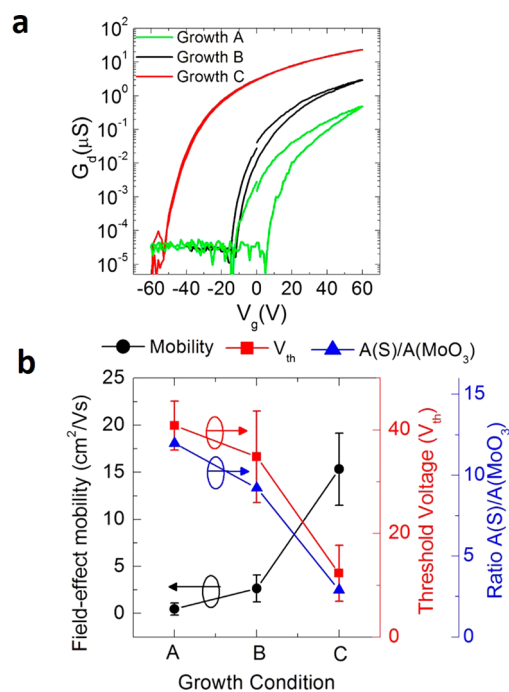 a
Growth A
Growth B
Growth C
10²
10¹
10⁰
10⁻¹
10⁻²
10⁻³
10⁻⁴
10⁻⁵
G_d(μS)
-60 -40 -20 0 20 40 60
V_g(V)
b
Mobility V_th A(S)/A(MoO₃)
25
20
15
10
5
0
Field-effect mobility (cm²/Vs)
40
20
0
Threshold Voltage (V_th)
15
10
5
0
Ratio A(S)/A(MoO₃)
A B C
Growth Condition